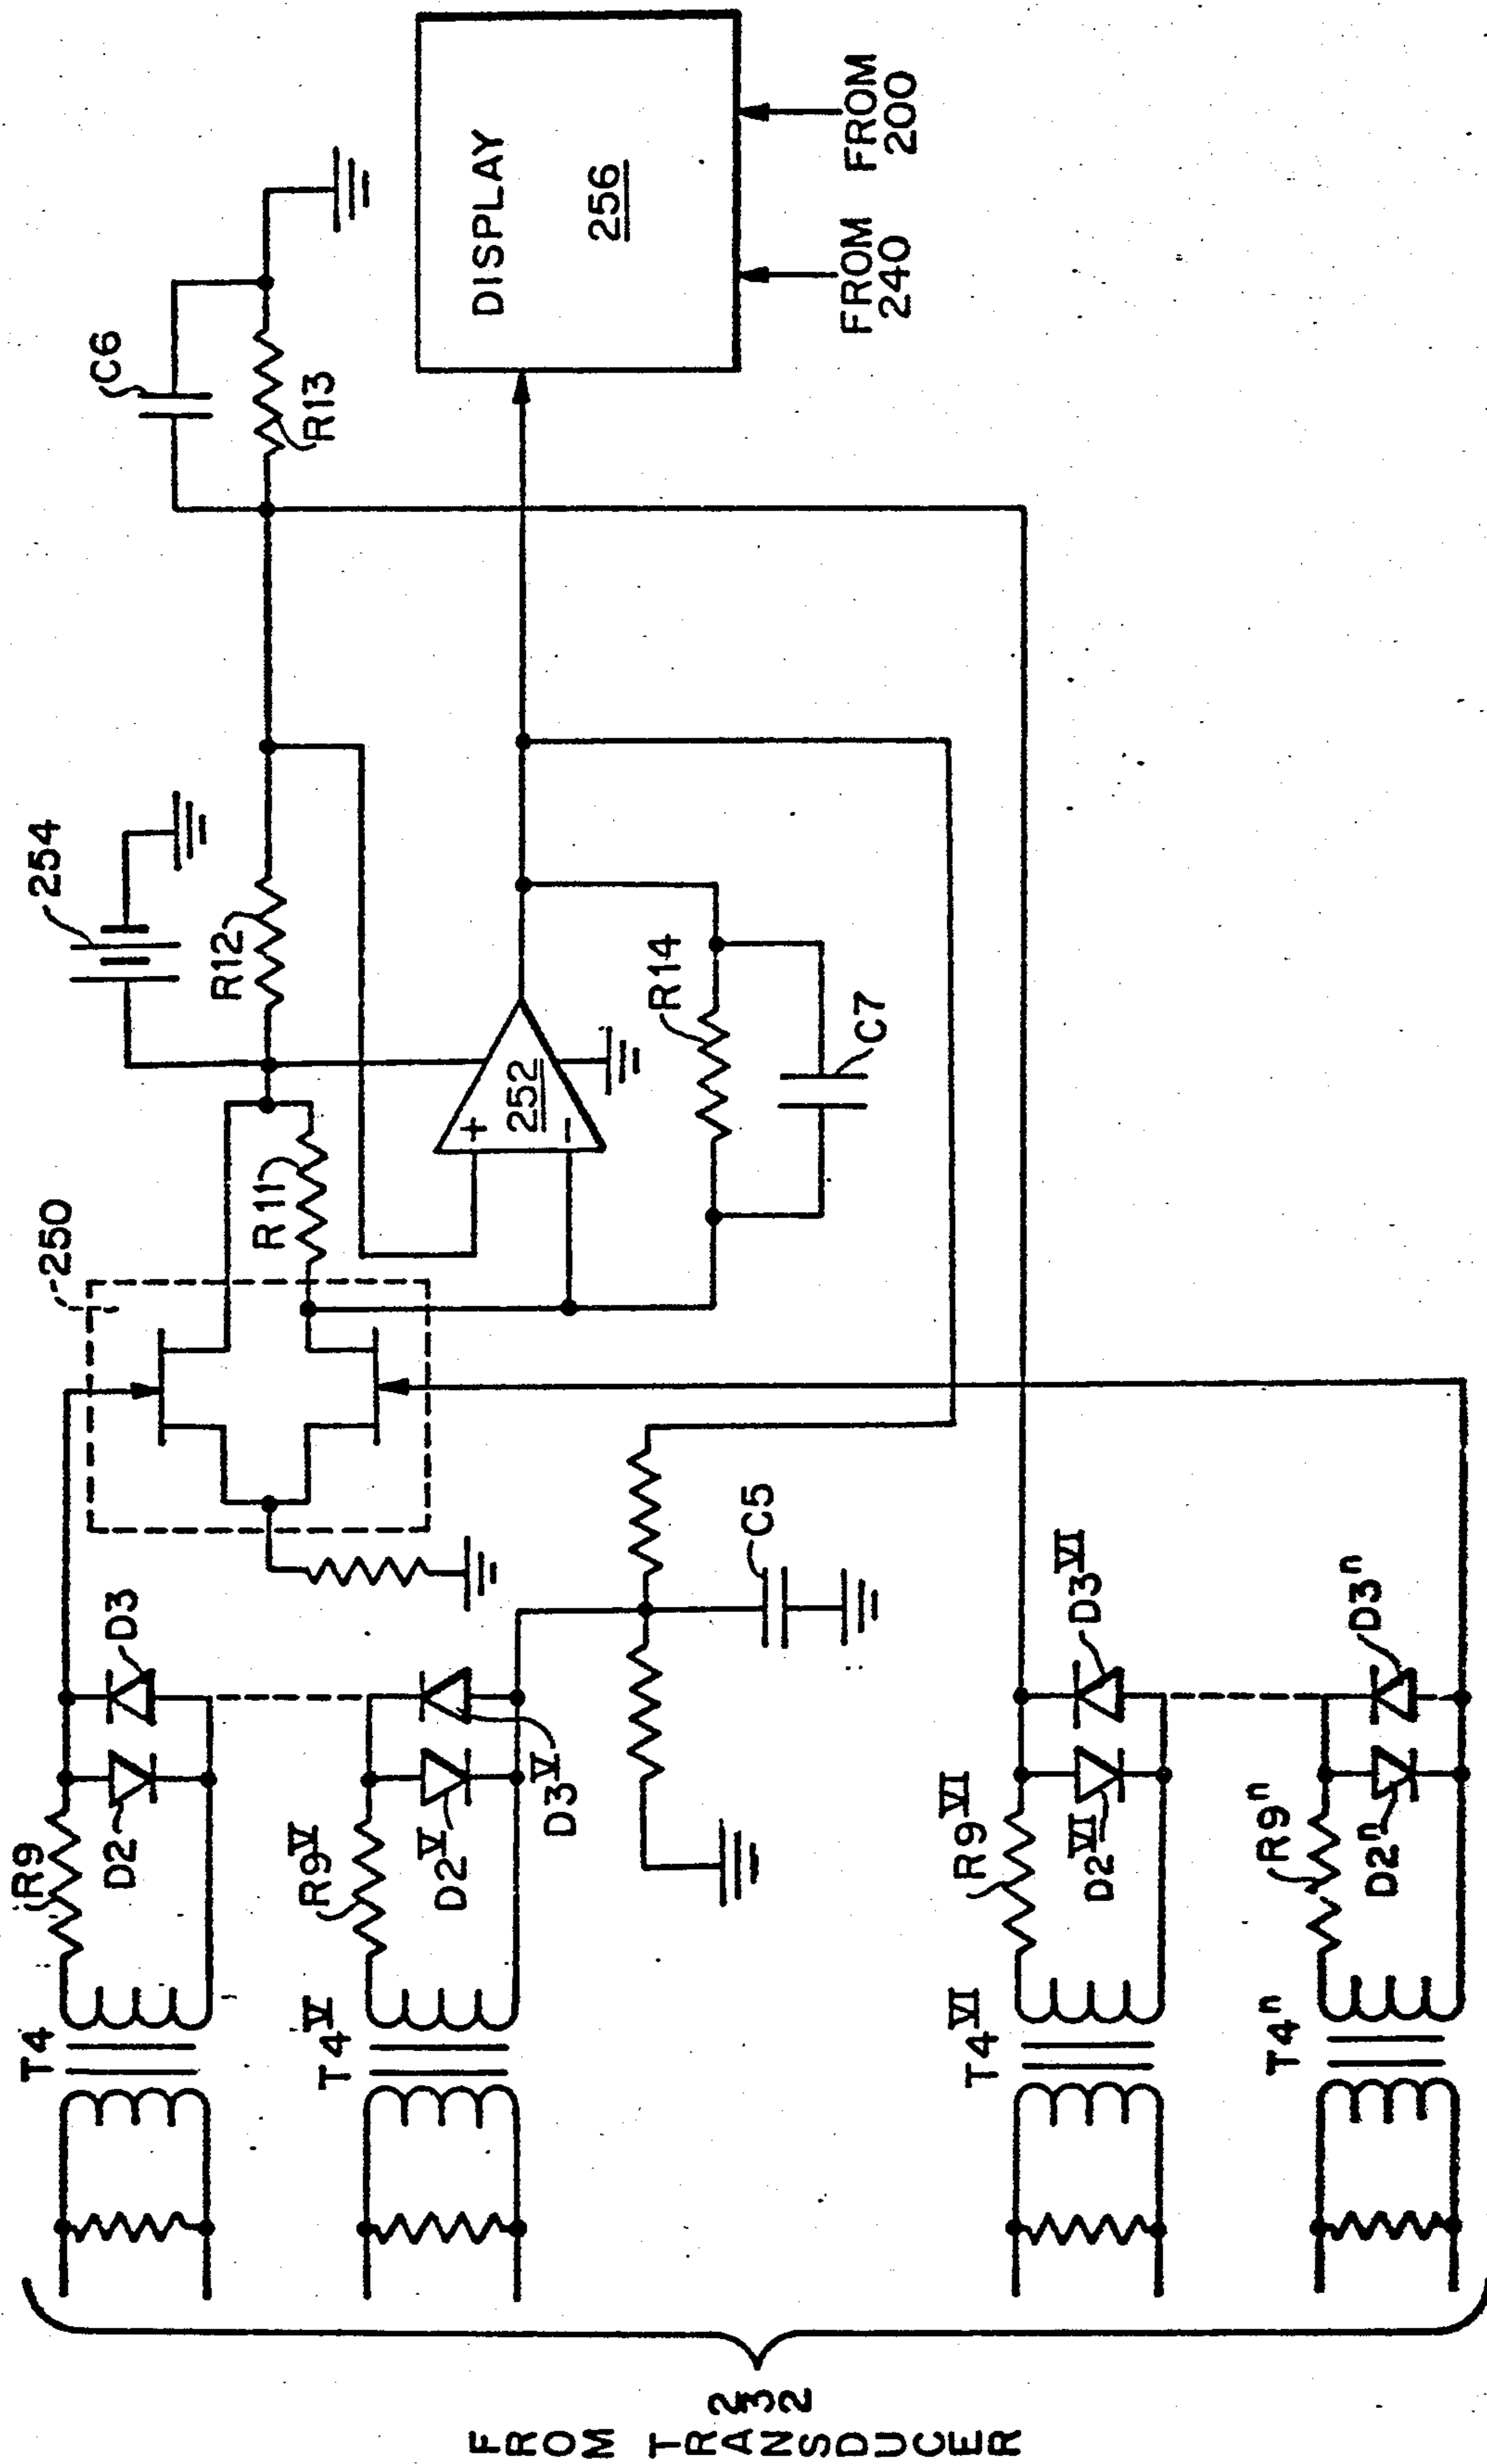 254
250
C6
R12
R13
R11
R9
D2
D3
T4
+
252
−
R14
C7
DISPLAY
256
FROM
240
FROM
200
R9V
D2V
D3V
T4V
C5
R9VI
D2VI
D3VI
T4VI
R9n
D2n
D3n
T4n
232
FROM TRANSDUCER